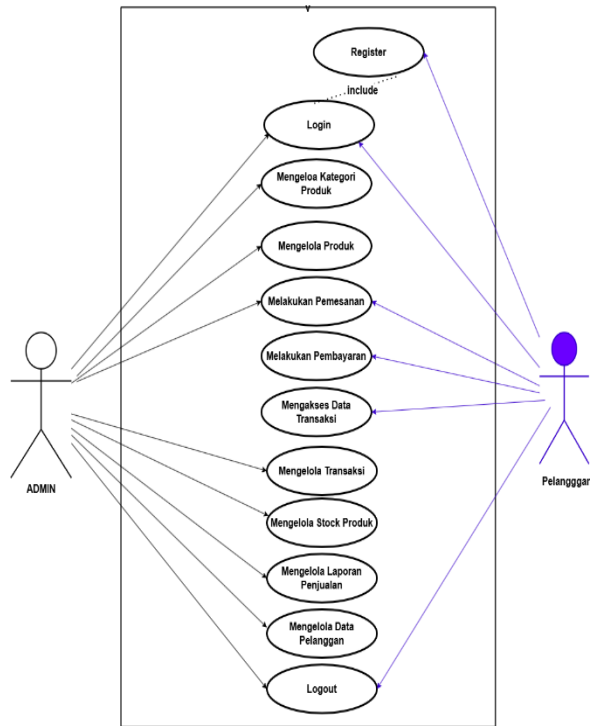 Register
include
Login
Mengeloa Kategori
Produk
Mengelola Produk
Melakukan Pemesanan
Melakukan Pembayaran
Mengakses Data
Transaksi
ADMIN
Pelangggar
Mengelola Transaksi
Mengelola Stock Produk
Mengelola Laporan
Penjualan
Mengelola Data
Pelanggan
Logout